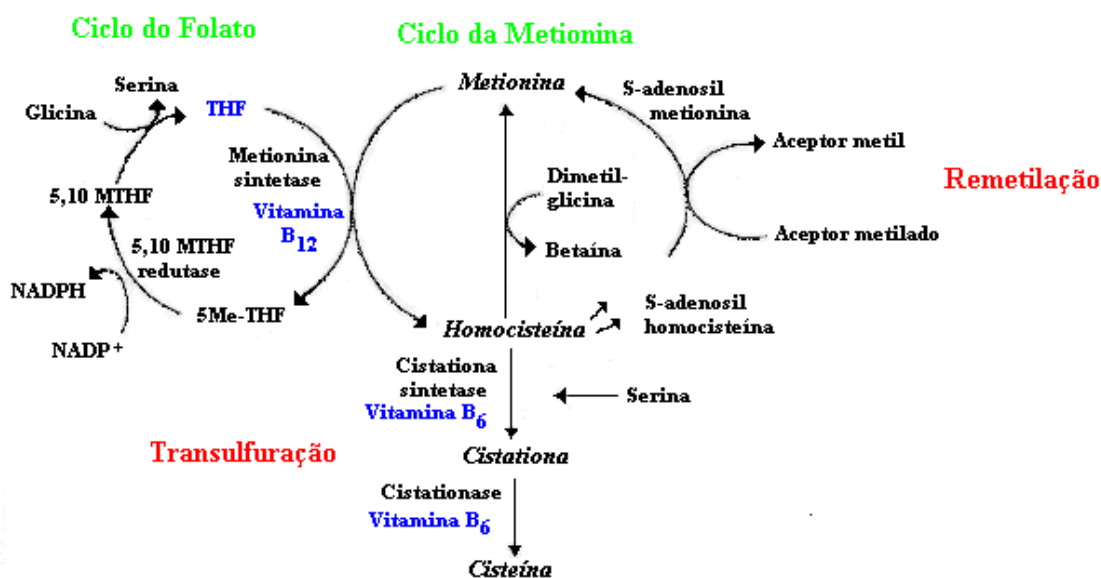 Ciclo do Folato
Ciclo da Metionina
Serina
Glicina
THF
Metionina
S-adenosil
metionina
Aceptor metil
Metionina
sintetase
Vitamina
B12
Dimetil-
glicina
Remetilação
5,10 MTHF
5,10 MTHF
redutase
Betaína
Aceptor metilado
NADPH
5Me-THF
NADP+
Homocisteína
S-adenosil
homocisteína
Cistationa
sintetase
Vitamina B6
Serina
Transulfuração
Cistationa
Cistationase
Vitamina B6
Cisteína